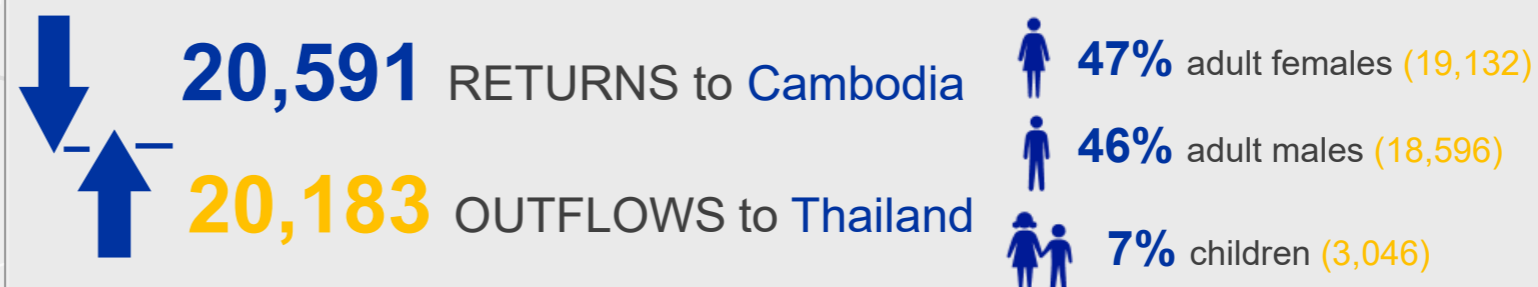 20,591 RETURNS to Cambodia
20,183 OUTFLOWS to Thailand
47% adult females (19,132)
46% adult males (18,596)
7% children (3,046)